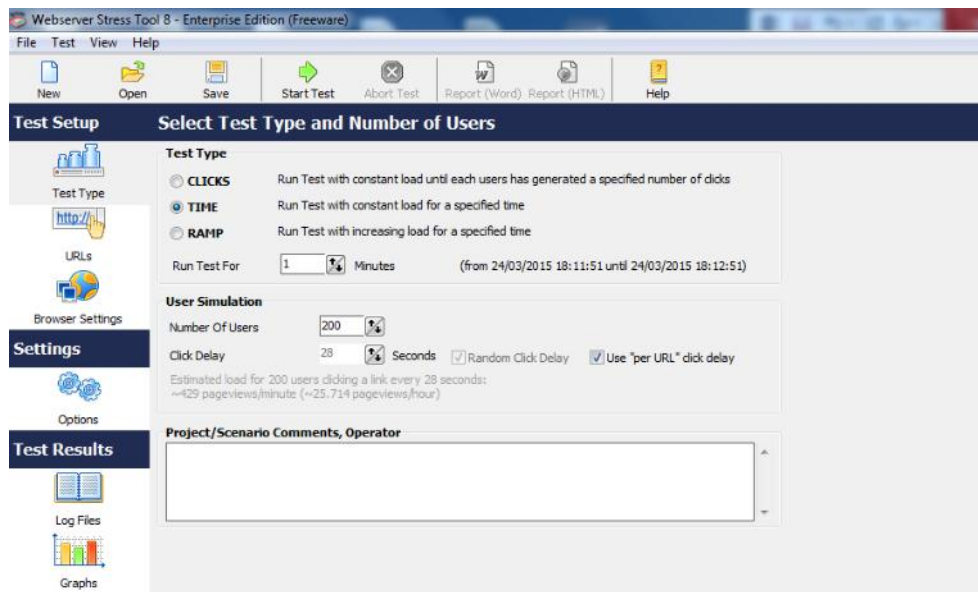 Webserver Stress Tool 8 - Enterprise Edition (Freeware)
File Test View Help
New Open Save Start Test Abort Test Report (Word) Report (HTML) Help
Test Setup
Select Test Type and Number of Users
Test Type
CLICKS Run Test with constant load until each users has generated a specified number of clicks
TIME Run Test with constant load for a specified time
RAMP Run Test with increasing load for a specified time
Run Test For 1 Minutes (from 24/03/2015 18:11:51 until 24/03/2015 18:12:51)
Test Type
http://
URLs
Browser Settings
User Simulation
Number Of Users 200
Click Delay 28 Seconds Random Click Delay Use "per URL" click delay
Estimated load for 200 users clicking a link every 28 seconds:
~429 pageviews/minute (~25.714 pageviews/hour)
Settings
Options
Project/Scenario Comments, Operator
Test Results
Log Files
Graphs